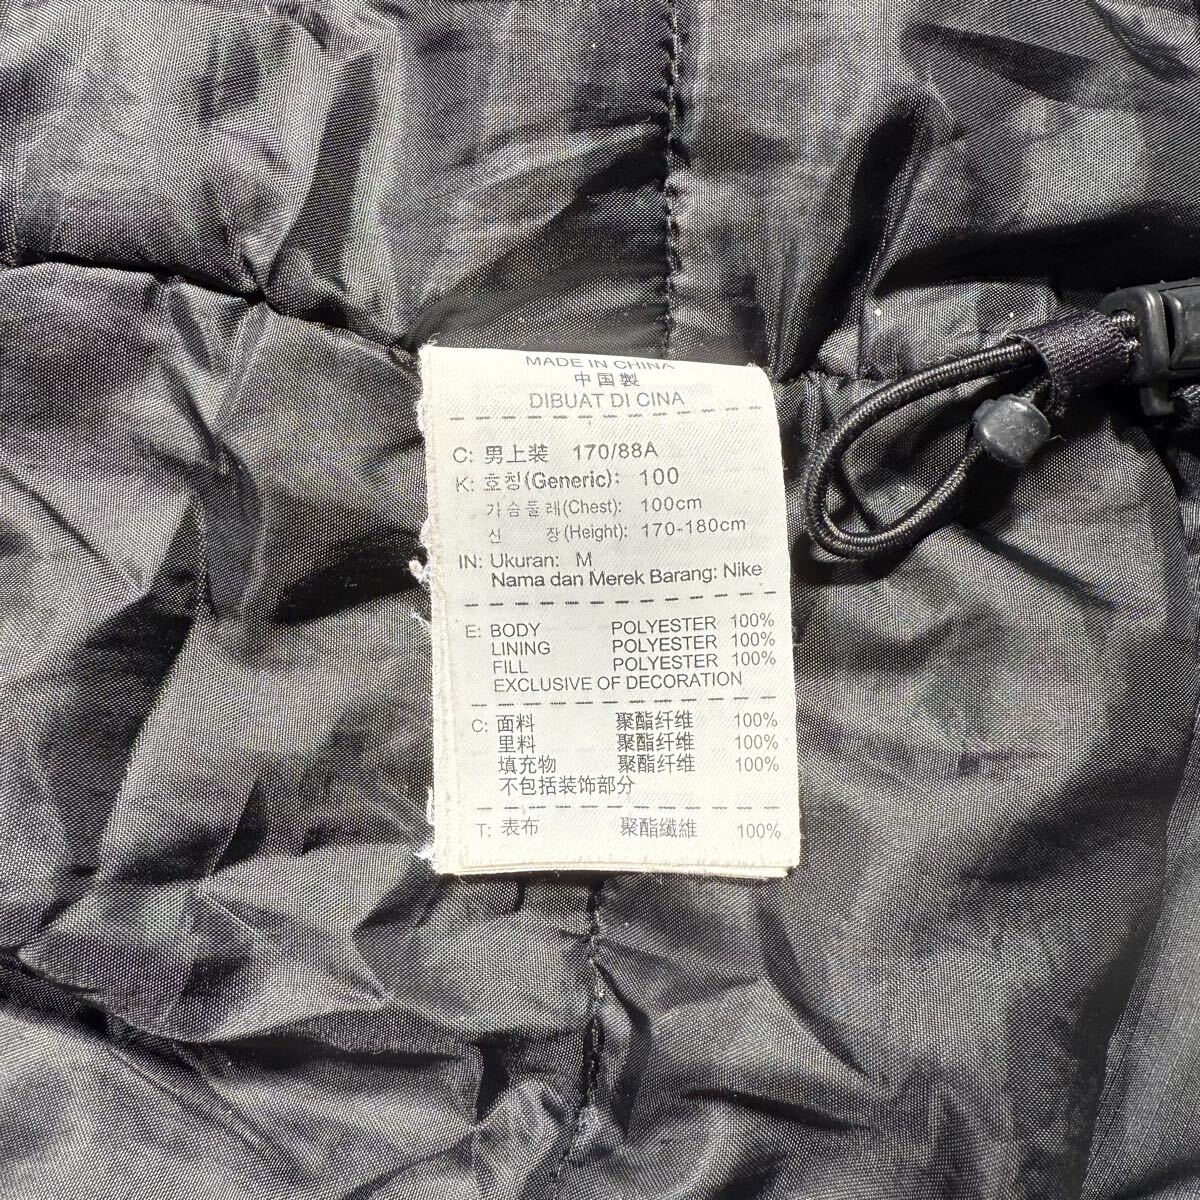 MADE IN CHINA
中国製
DIBUAT DI CINA
C: 男上装 170/88A
K: 호칭(Generic): 100
가슴둘레(Chest): 100cm
신 장(Height): 170-180cm
IN: Ukuran: M
Nama dan Merek Barang: Nike
E: BODY POLYESTER 100%
LINING POLYESTER 100%
FILL POLYESTER 100%
EXCLUSIVE OF DECORATION
C: 面料 聚酯纤维 100%
里料 聚酯纤维 100%
填充物 聚酯纤维 100%
不包括装饰部分
T: 表布 聚酯纖維 100%